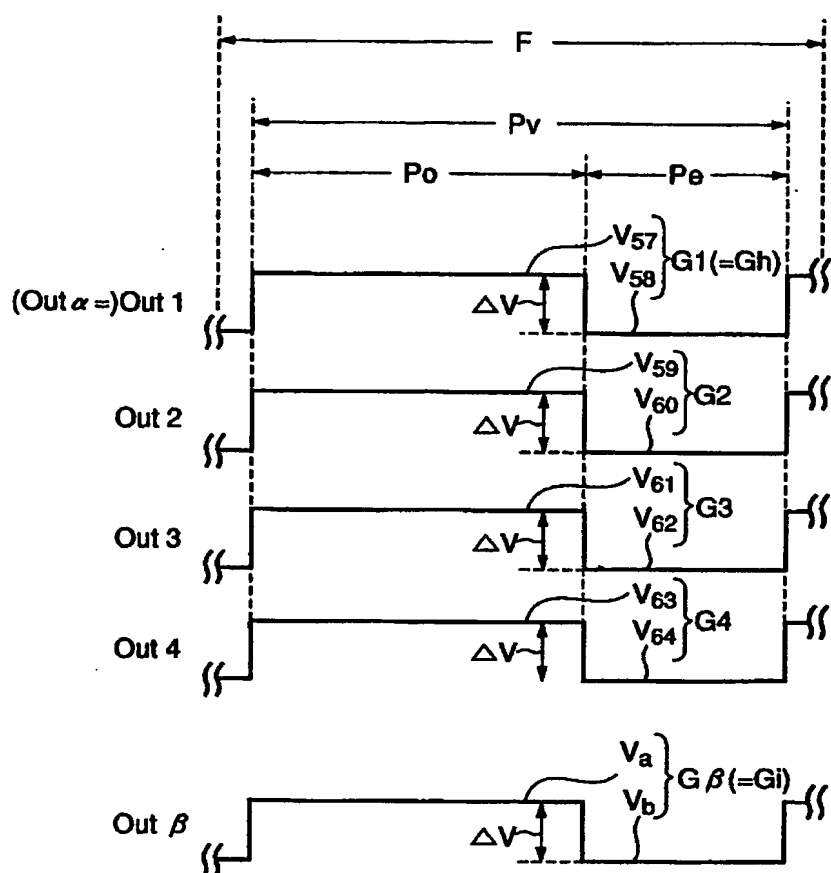 F
Pv
Po Pe
V57
V58
G1(=Gh)
(Out α=)Out 1
ΔV
V59
V60
G2
Out 2
ΔV
V61
V62
G3
Out 3
ΔV
V63
V64
G4
Out 4
ΔV
Va
Vb
G β(=Gi)
Out β
ΔV